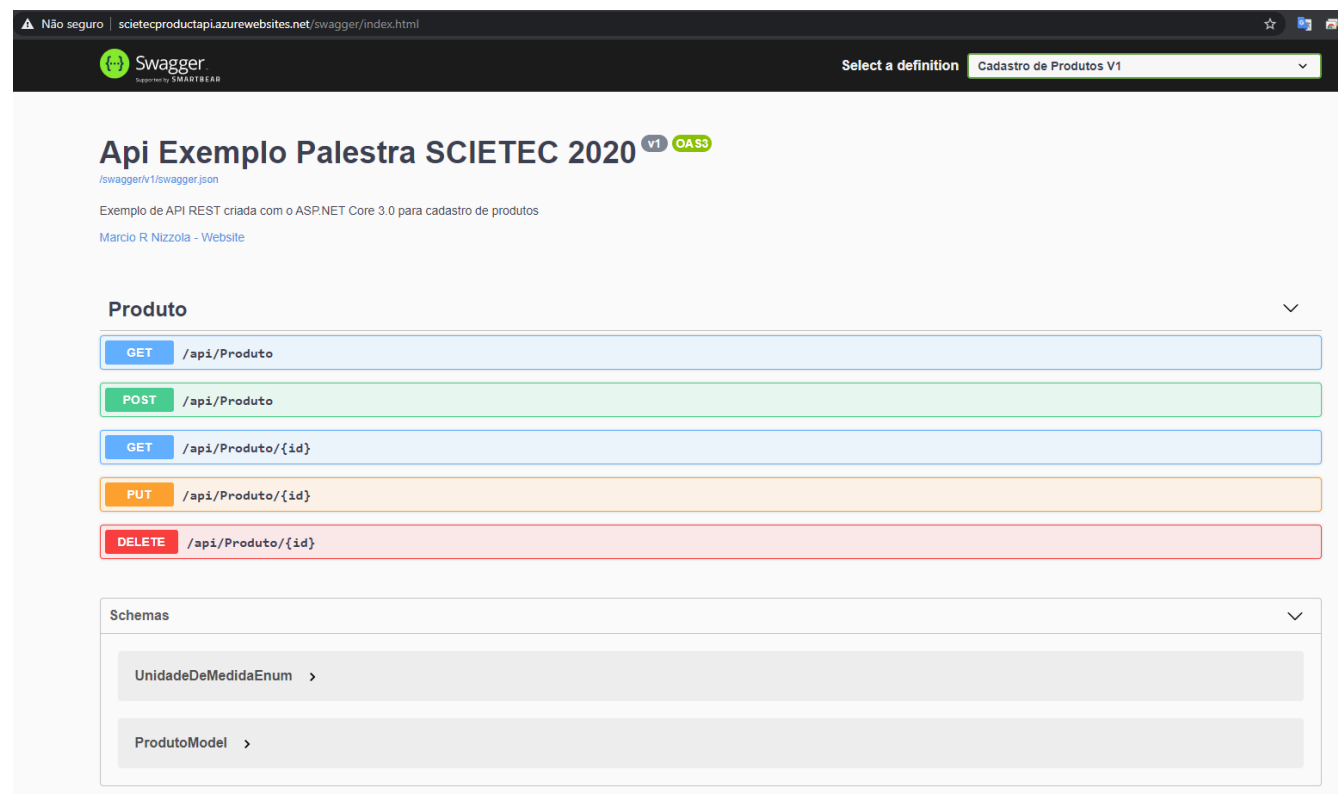 Não seguro | scietecproductapi.azurewebsites.net/swagger/index.html
{...} Swagger. Select a definition Cadastro de Produtos V1
Supported by SMARTBEAR
Api Exemplo Palestra SCIETEC 2020 v1 OAS3
/swagger/v1/swagger.json
Exemplo de API REST criada com o ASP.NET Core 3.0 para cadastro de produtos
Marcio R Nizzola - Website
Produto
GET /api/Produto
POST /api/Produto
GET /api/Produto/{id}
PUT /api/Produto/{id}
DELETE /api/Produto/{id}
Schemas
UnidadeDeMedidaEnum
ProdutoModel